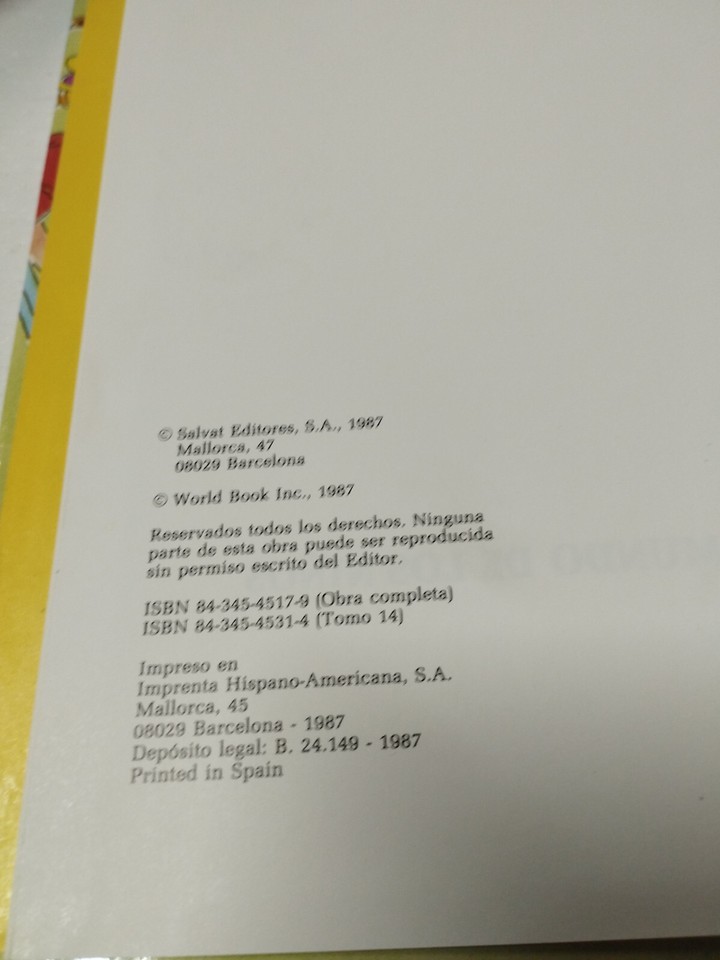 © Salvat Editores, S.A., 1987
Mallorca, 47
08029 Barcelona
© World Book Inc., 1987
Reservados todos los derechos. Ninguna
parte de esta obra puede ser reproducida
sin permiso escrito del Editor.
ISBN 84-345-4517-9 (Obra completa)
ISBN 84-345-4531-4 (Tomo 14)
Impreso en
Imprenta Hispano-Americana, S.A.
Mallorca, 45
08029 Barcelona - 1987
Depósito legal: B. 24.149 - 1987
Printed in Spain